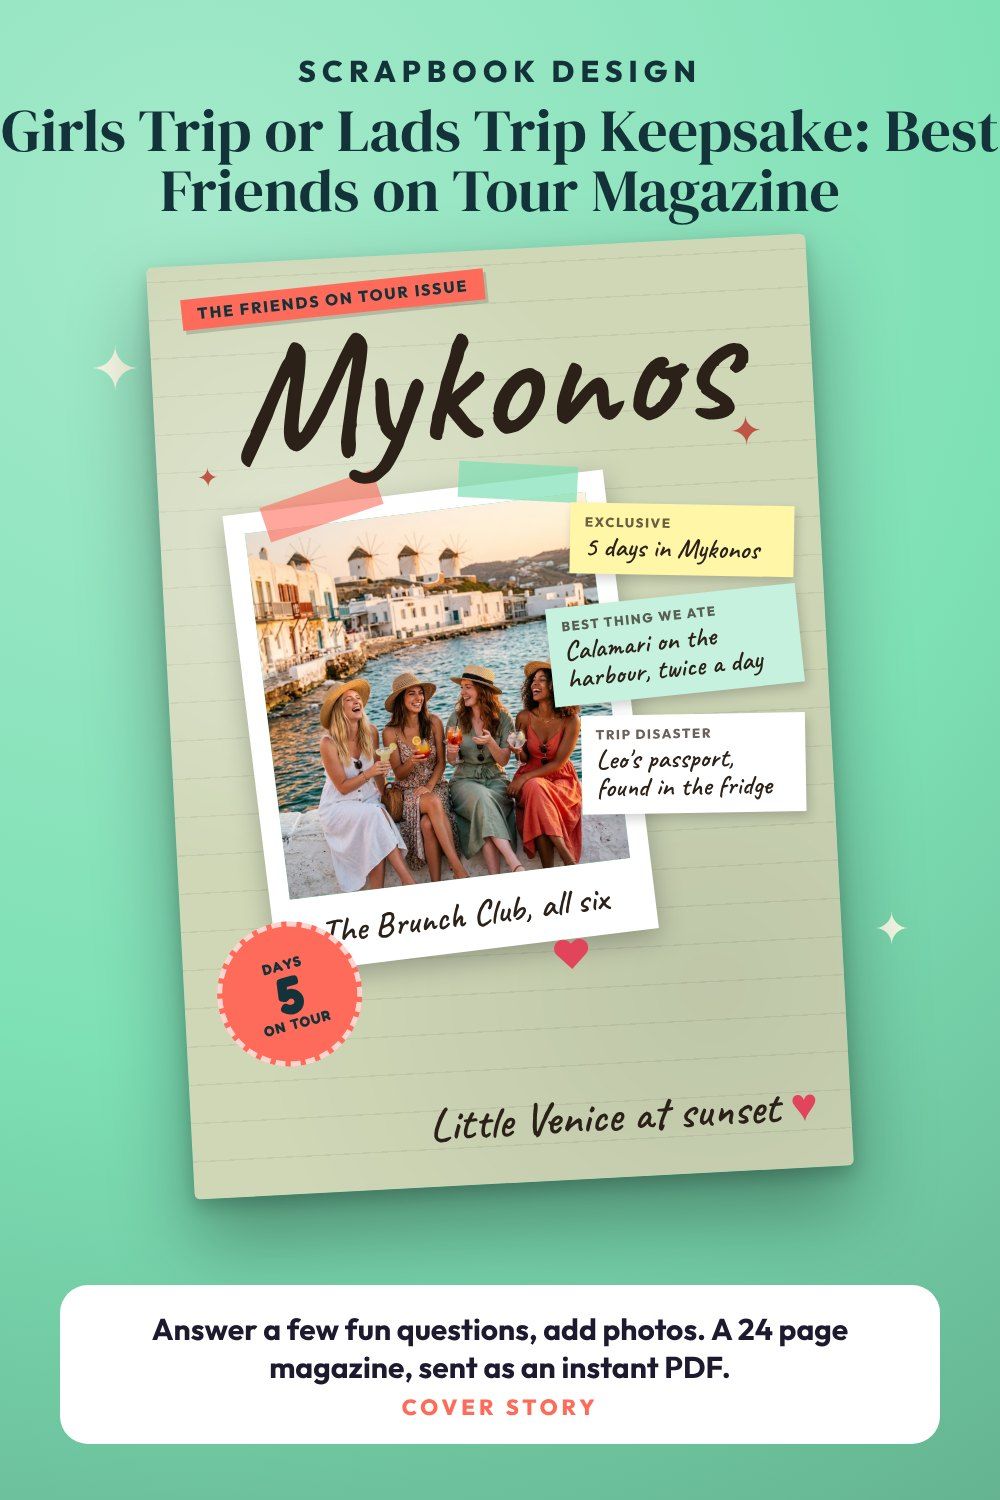 SCRAPBOOK DESIGN
Girls Trip or Lads Trip Keepsake: Best
Friends on Tour Magazine
THE FRIENDS ON TOUR ISSUE
Mykonos
EXCLUSIVE
5 days in Mykonos
BEST THING WE ATE
Calamari on the
harbour, twice a day
TRIP DISASTER
Leo's passport,
found in the fridge
The Brunch Club, all six
DAYS
5
ON TOUR
Little Venice at sunset ♥
Answer a few fun questions, add photos. A 24 page
magazine, sent as an instant PDF.
COVER STORY